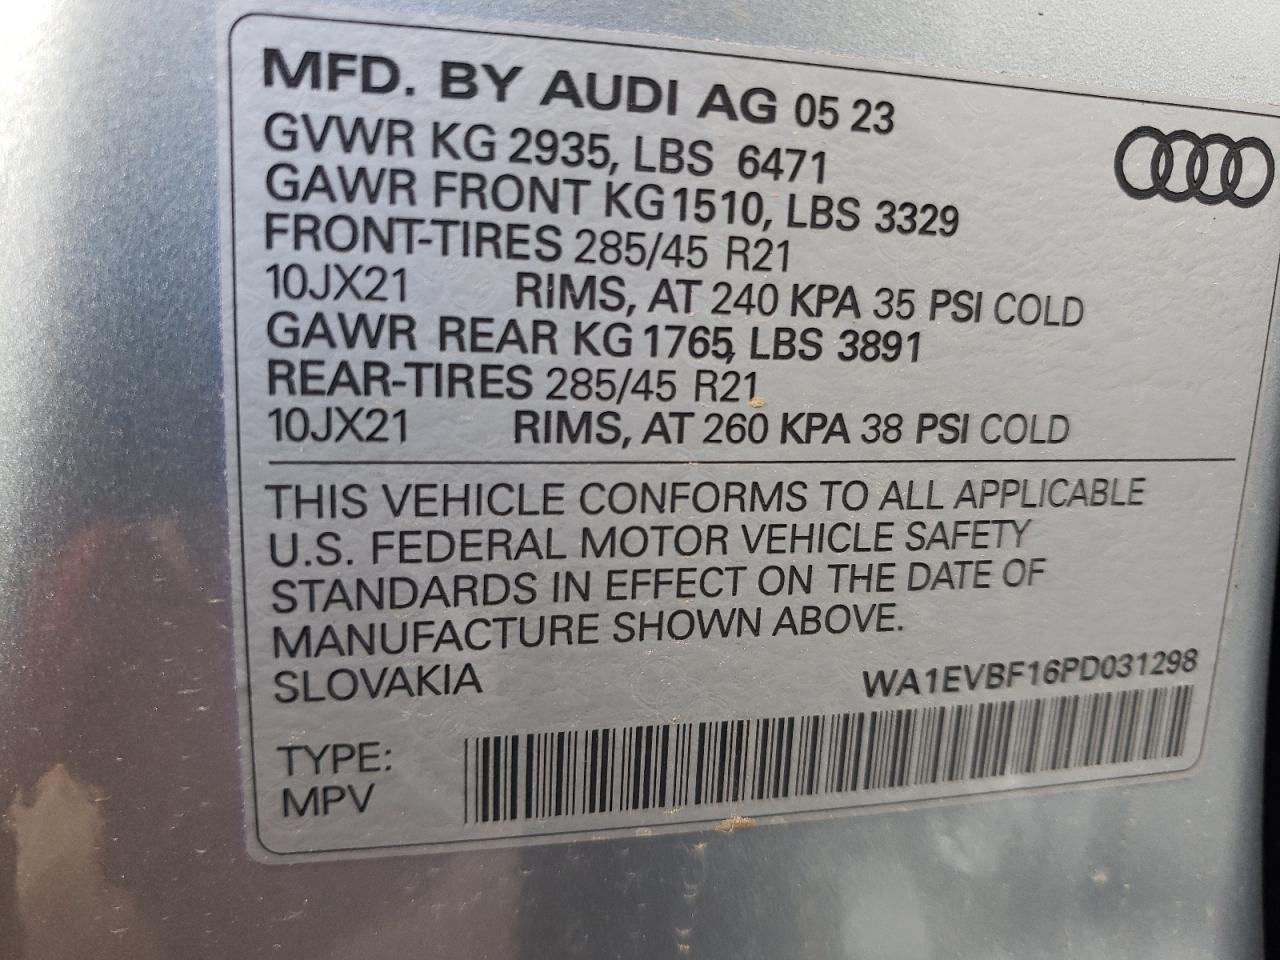 MFD. BY AUDI AG 05 23
GVWR KG 2935, LBS 6471
GAWR FRONT KG 1510, LBS 3329
FRONT-TIRES 285/45 R21
10JX21 RIMS, AT 240 KPA 35 PSI COLD
GAWR REAR KG 1765, LBS 3891
REAR-TIRES 285/45 R21
10JX21 RIMS, AT 260 KPA 38 PSI COLD
THIS VEHICLE CONFORMS TO ALL APPLICABLE
U.S. FEDERAL MOTOR VEHICLE SAFETY
STANDARDS IN EFFECT ON THE DATE OF
MANUFACTURE SHOWN ABOVE.
SLOVAKIA WA1EVBF16PD031298
TYPE:
MPV